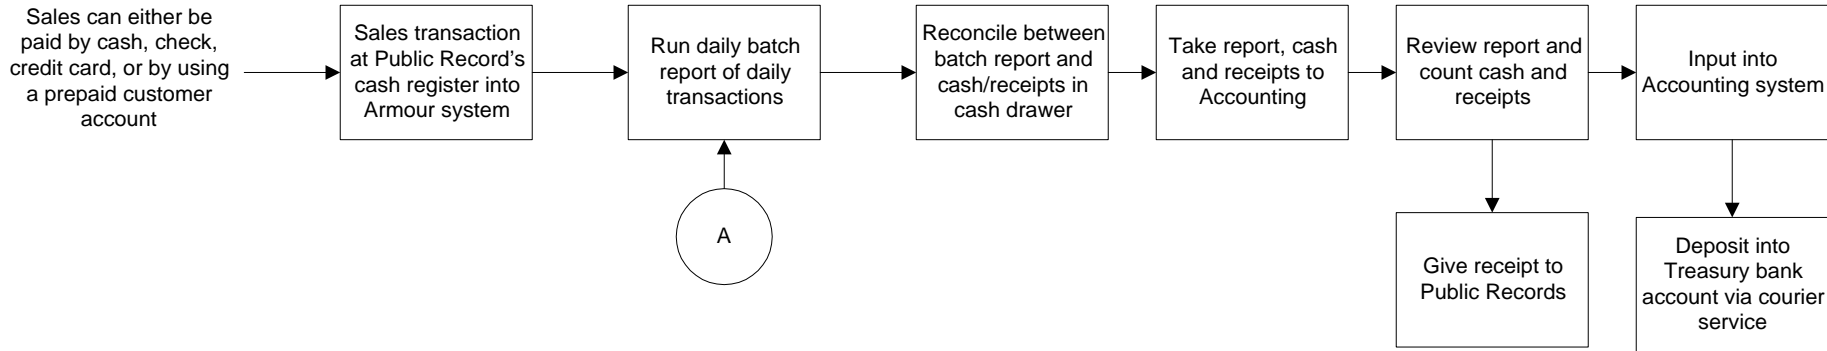 Sales can either be
paid by cash, check,
credit card, or by using
a prepaid customer
account
Sales transaction
at Public Record’s
cash register into
Armour system
Run daily batch
report of daily
transactions
Reconcile between
batch report and
cash/receipts in
cash drawer
Take report, cash
and receipts to
Accounting
Review report and
count cash and
receipts
Input into
Accounting system
A
Give receipt to
Public Records
Deposit into
Treasury bank
account via courier
service